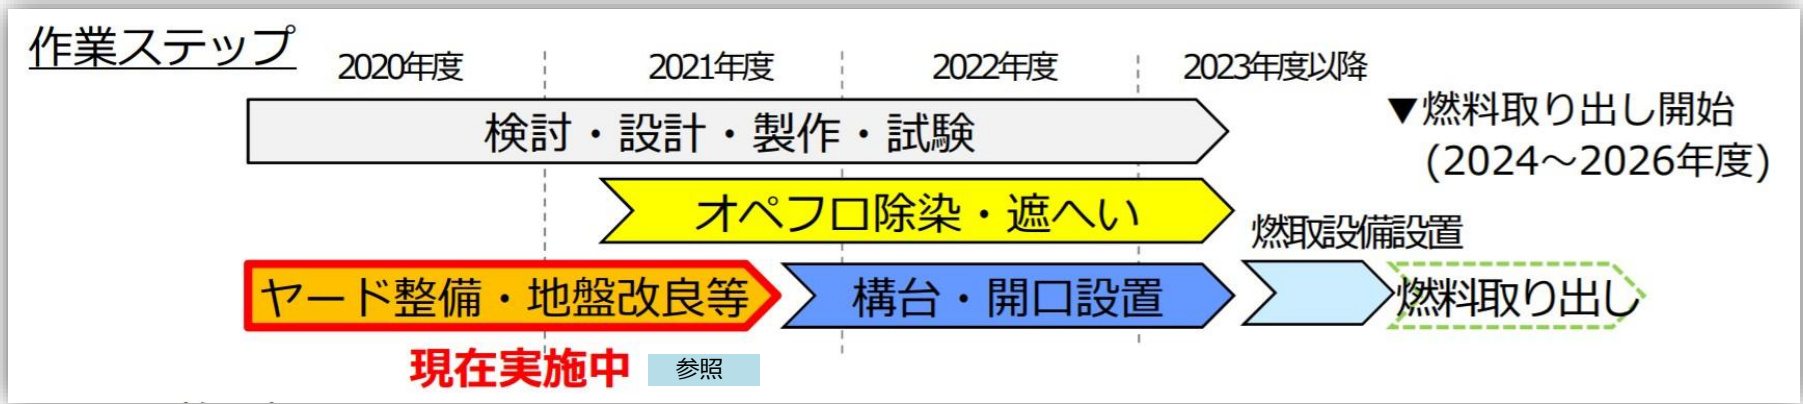 作業ステップ
2020年度
2021年度
2022年度
2023年度以降
検討・設計・製作・試験
▼燃料取り出し開始
(2024～2026年度)
オペフロ除染・遮へい
燃取設備設置
ヤード整備・地盤改良等
構台・開口設置
燃料取り出し
現在実施中
参照